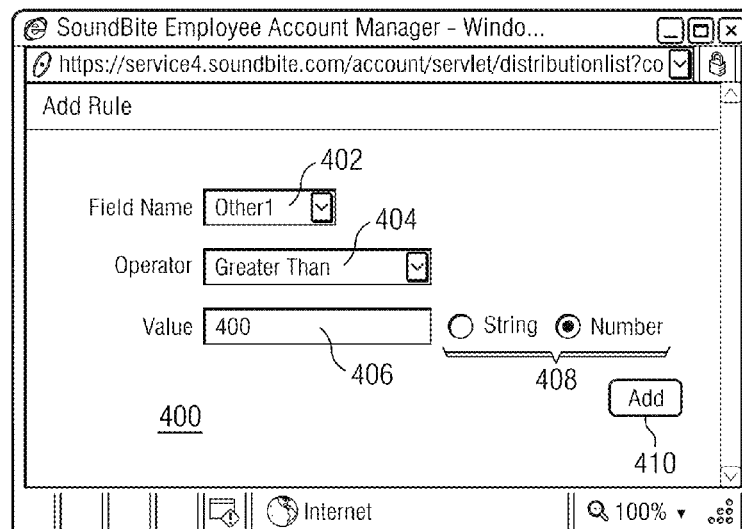 SoundBite Employee Account Manager - Windo...
https://service4.soundbite.com/account/servlet/distributionlist?co
Add Rule
402
Field Name Other1
404
Operator Greater Than
Value 400 String Number
406 408
400 Add
410
Internet 100%